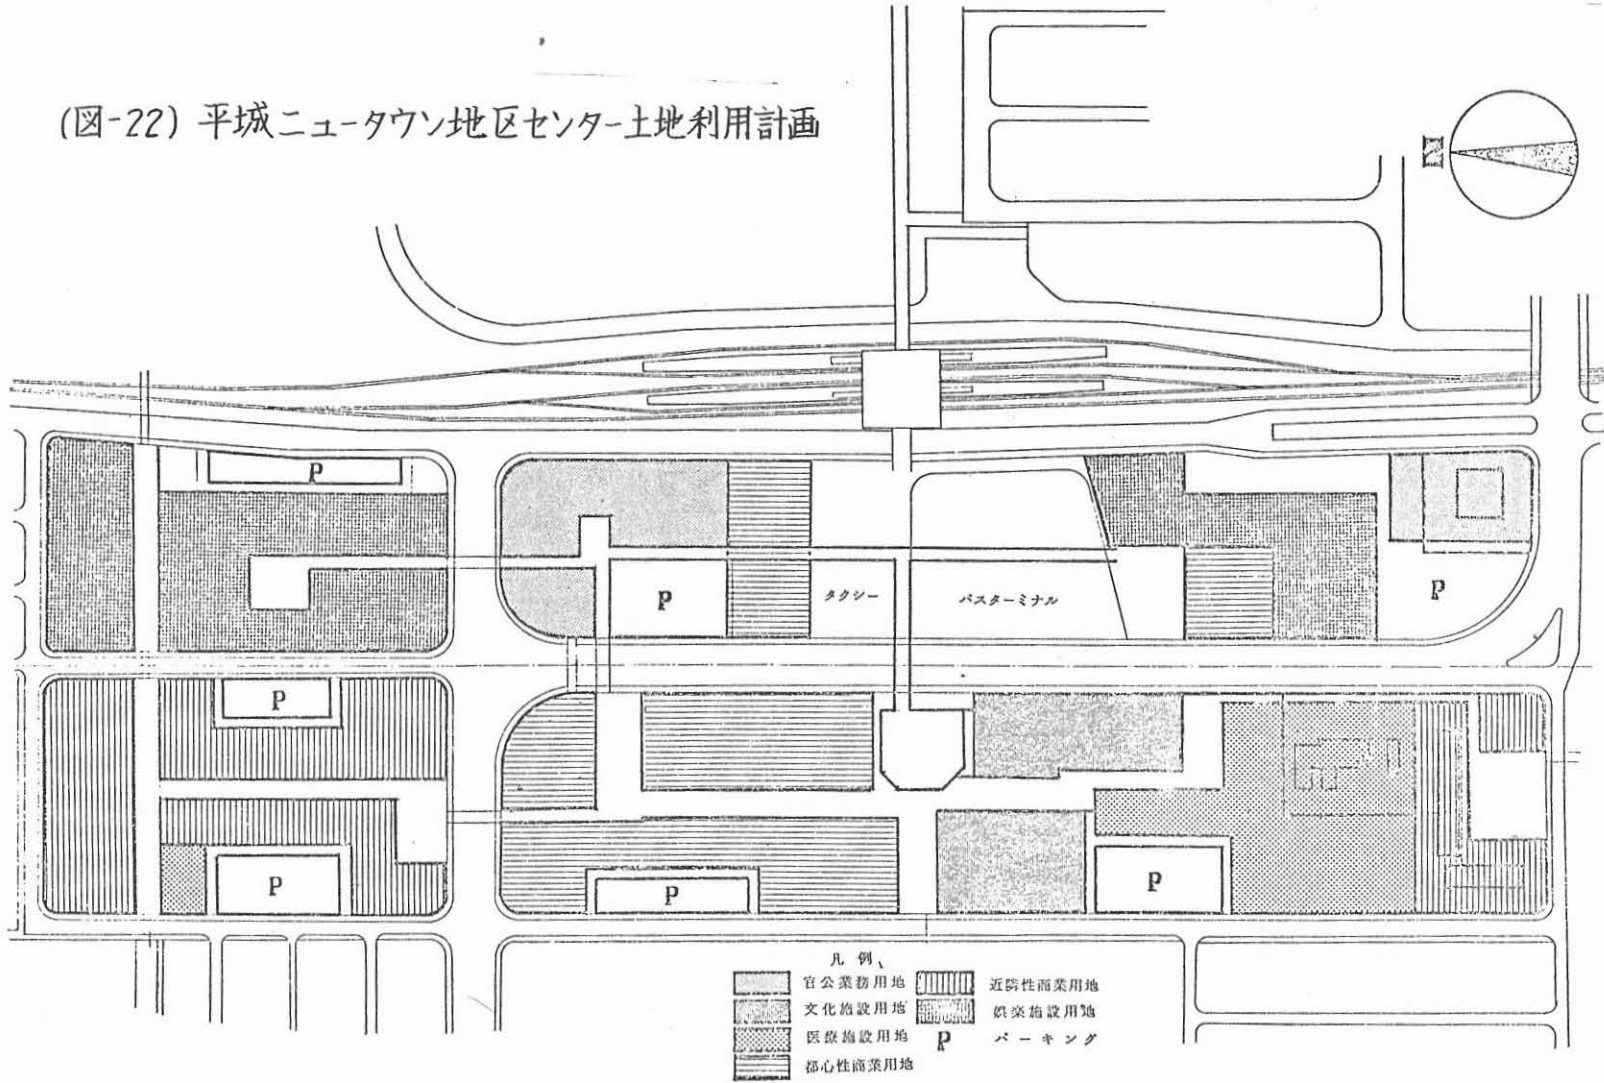 (図-22) 平城ニュータウン地区センター土地利用計画
N
P
P
タクシー
バスターミナル
P
P
P
P
P
凡例
官公業務用地
近隣性商業用地
文化施設用地
娯楽施設用地
医療施設用地
P
パーキング
都心性商業用地